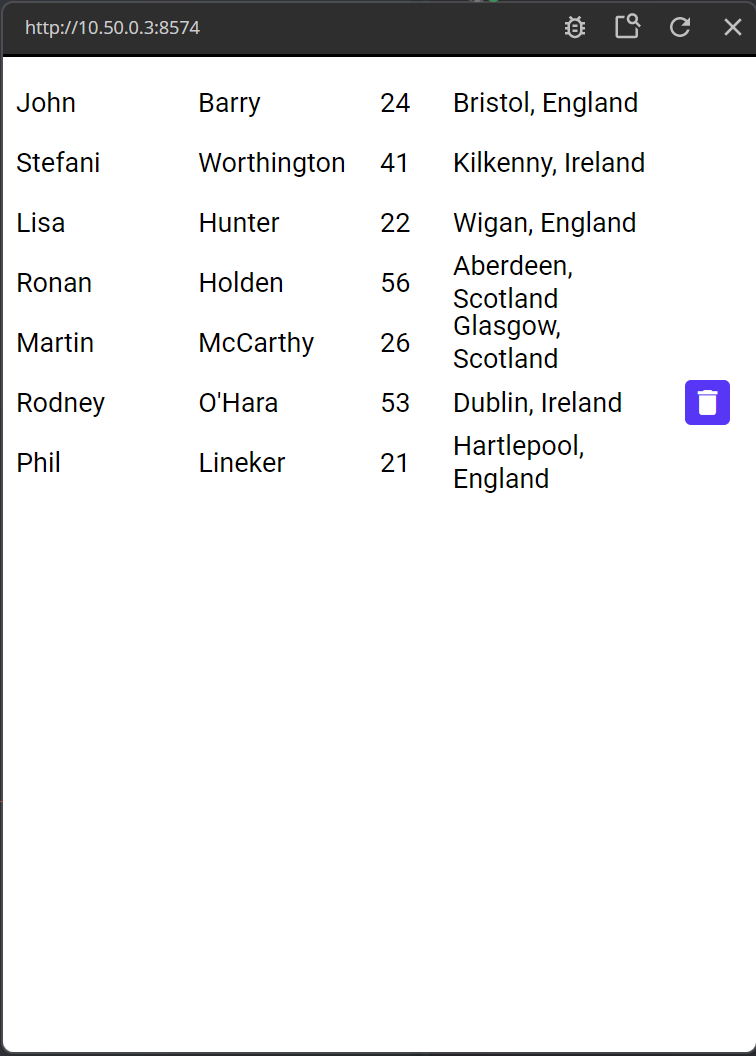 http://10.50.0.3:8574
John Barry 24 Bristol, England
Stefani Worthington 41 Kilkenny, Ireland
Lisa Hunter 22 Wigan, England
Ronan Holden 56 Aberdeen,
Scotland
Martin McCarthy 26 Glasgow,
Scotland
Rodney O'Hara 53 Dublin, Ireland
Phil Lineker 21 Hartlepool,
England